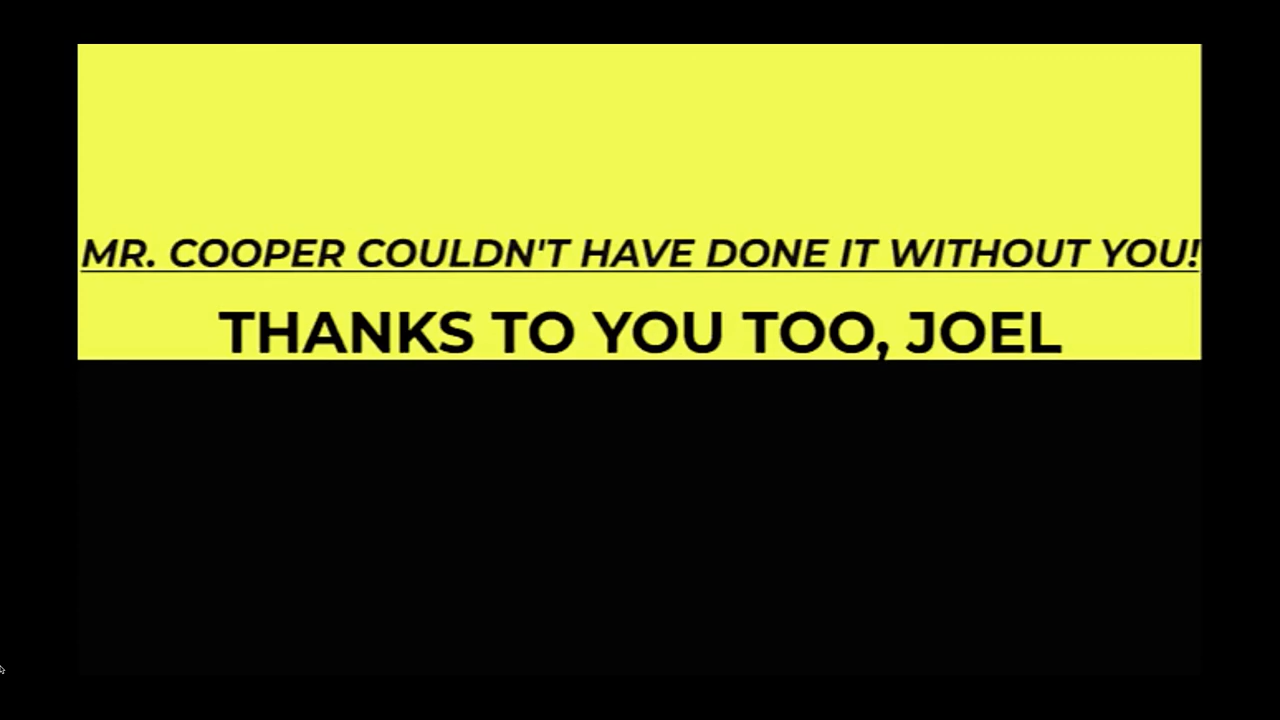 MR. COOPER COULDN'T HAVE DONE IT WITHOUT YOU!
THANKS TO YOU TOO, JOEL